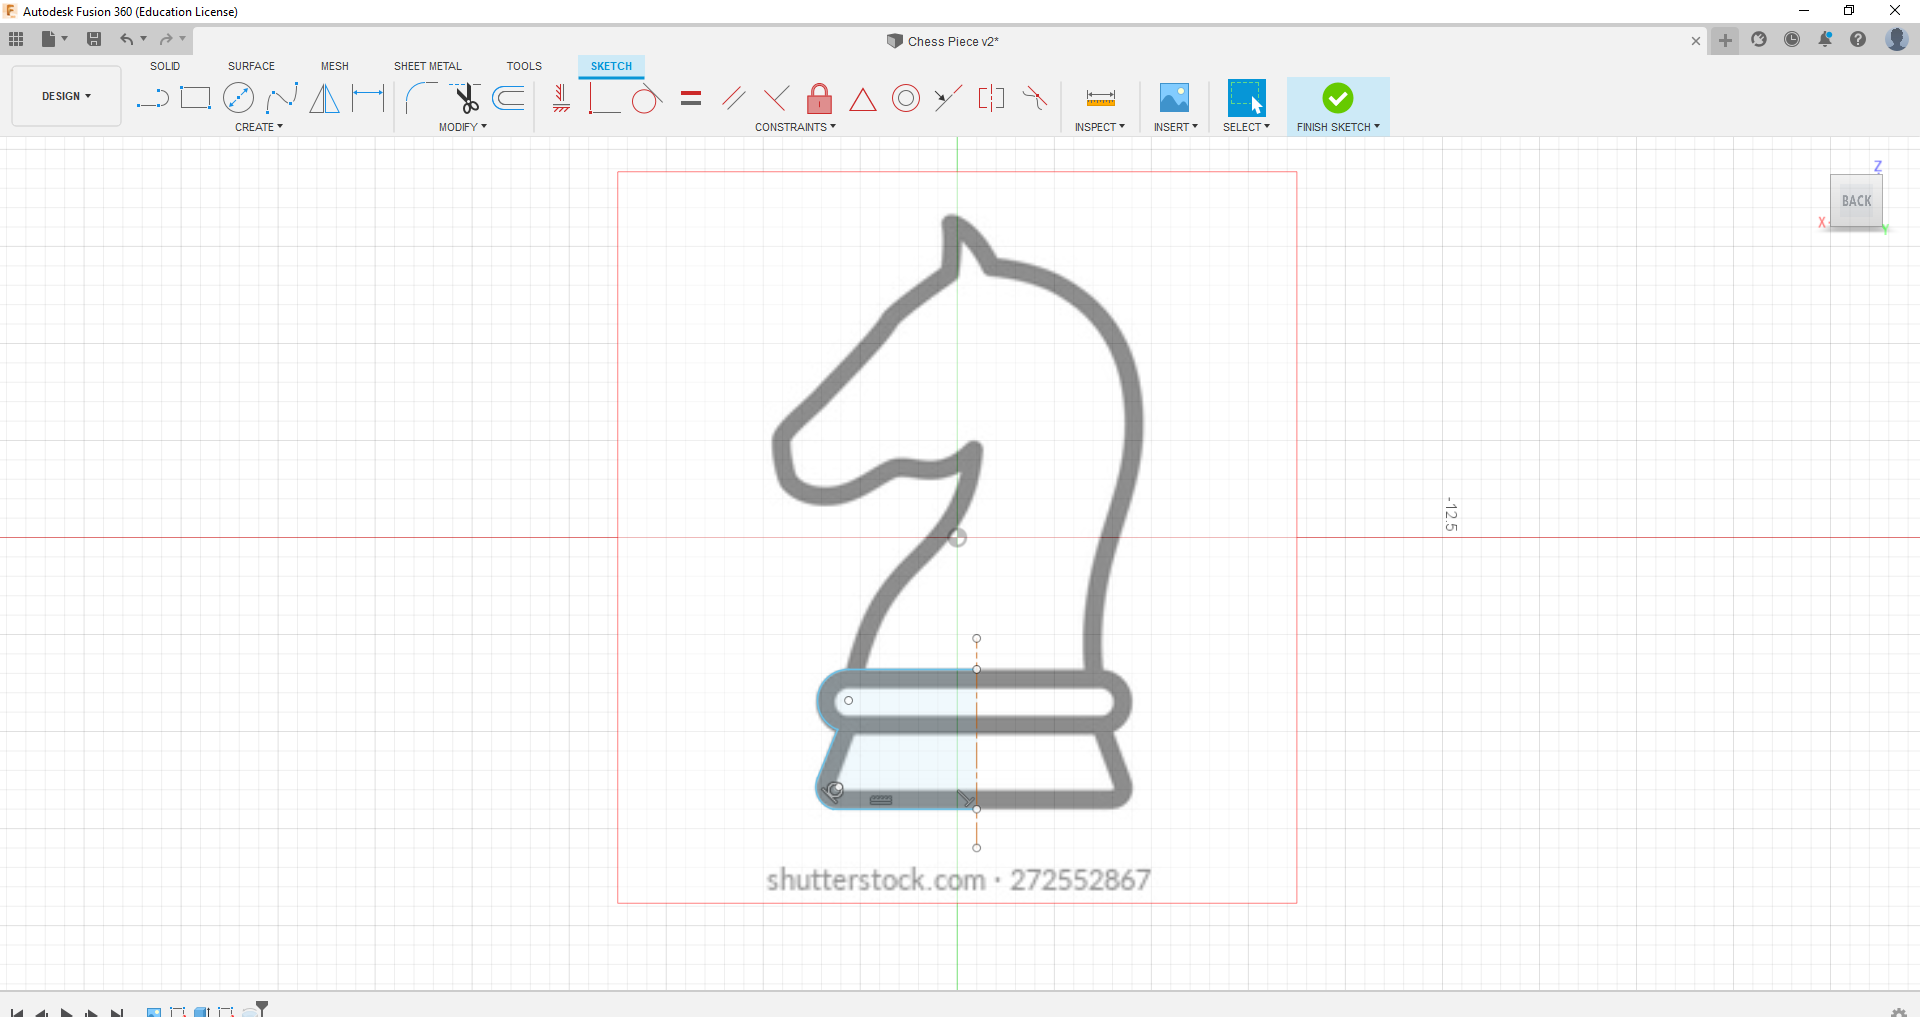 Autodesk Fusion 360 (Education License)
Chess Piece v2*
SOLID SURFACE MESH SHEET METAL TOOLS SKETCH
DESIGN
CREATE MODIFY CONSTRAINTS INSPECT INSERT SELECT FINISH SKETCH
Z
BACK
X
Y
-12.5
shutterstock.com · 272552867